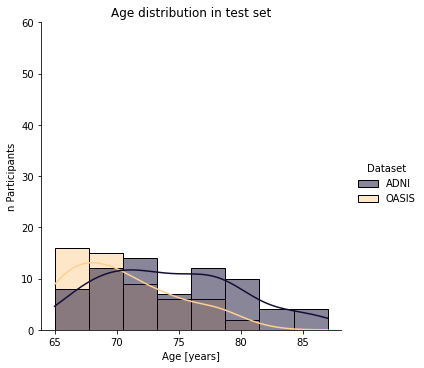 Age distribution in test set
60
50
40
30
20
10
0
n Participants
65 70 75 80 85
Age [years]
Dataset
ADNI
OASIS